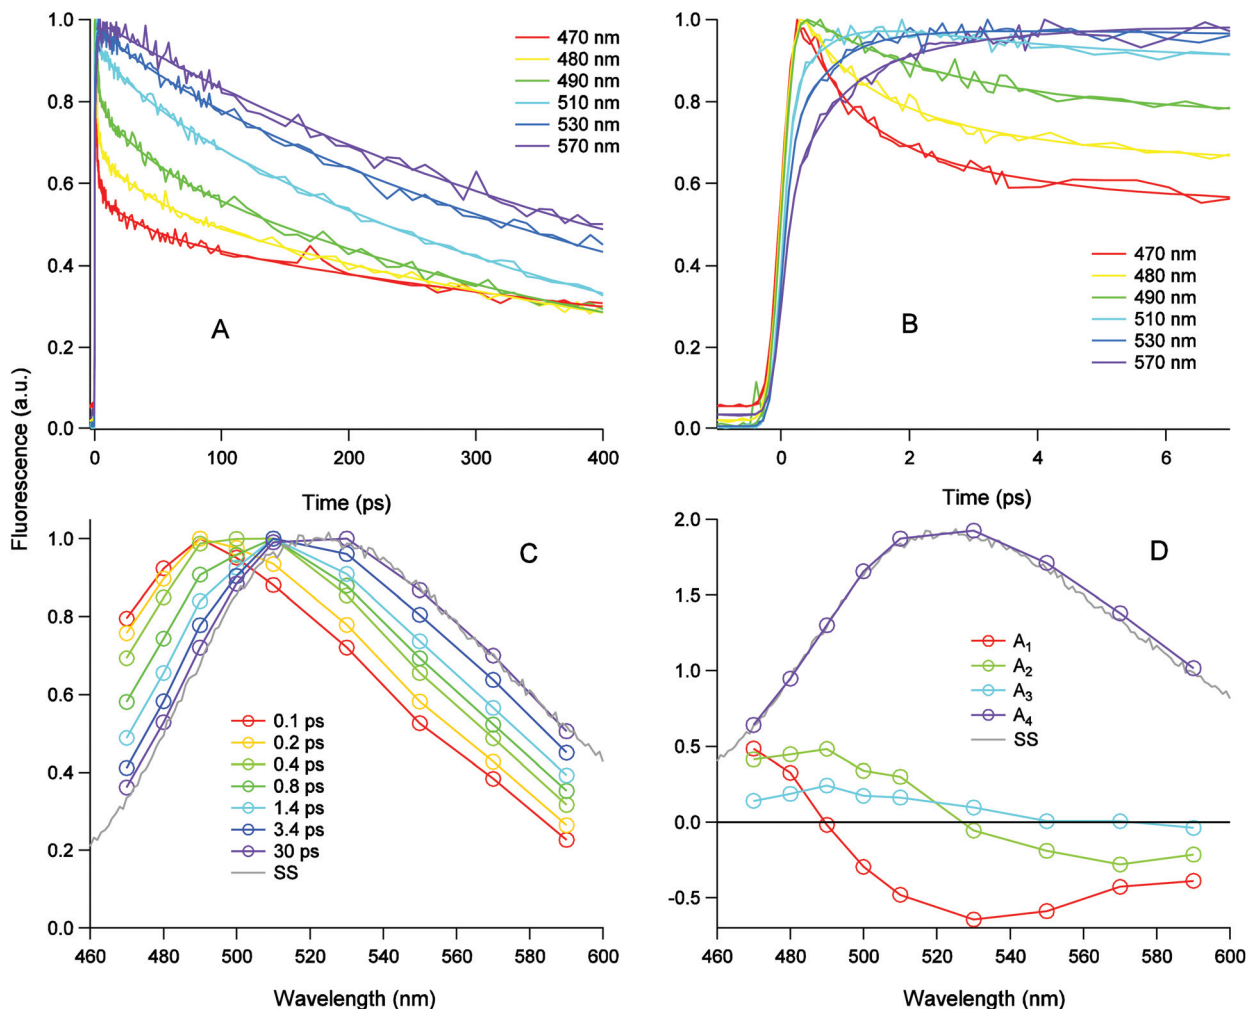 1.0
0.8
0.6
0.4
0.2
0.0
0
100
200
300
400
470 nm
480 nm
490 nm
510 nm
530 nm
570 nm
A
Time (ps)
1.0
0.8
0.6
0.4
0.2
0.0
0
2
4
6
470 nm
480 nm
490 nm
510 nm
530 nm
570 nm
B
Time (ps)
Fluorescence (a.u.)
1.0
0.8
0.6
0.4
0.2
0.0
460
480
500
520
540
560
580
600
C
0.1 ps
0.2 ps
0.4 ps
0.8 ps
1.4 ps
3.4 ps
30 ps
SS
Wavelength (nm)
2.0
1.5
1.0
0.5
0.0
-0.5
460
480
500
520
540
560
580
600
D
A₁
A₂
A₃
A₄
SS
Wavelength (nm)